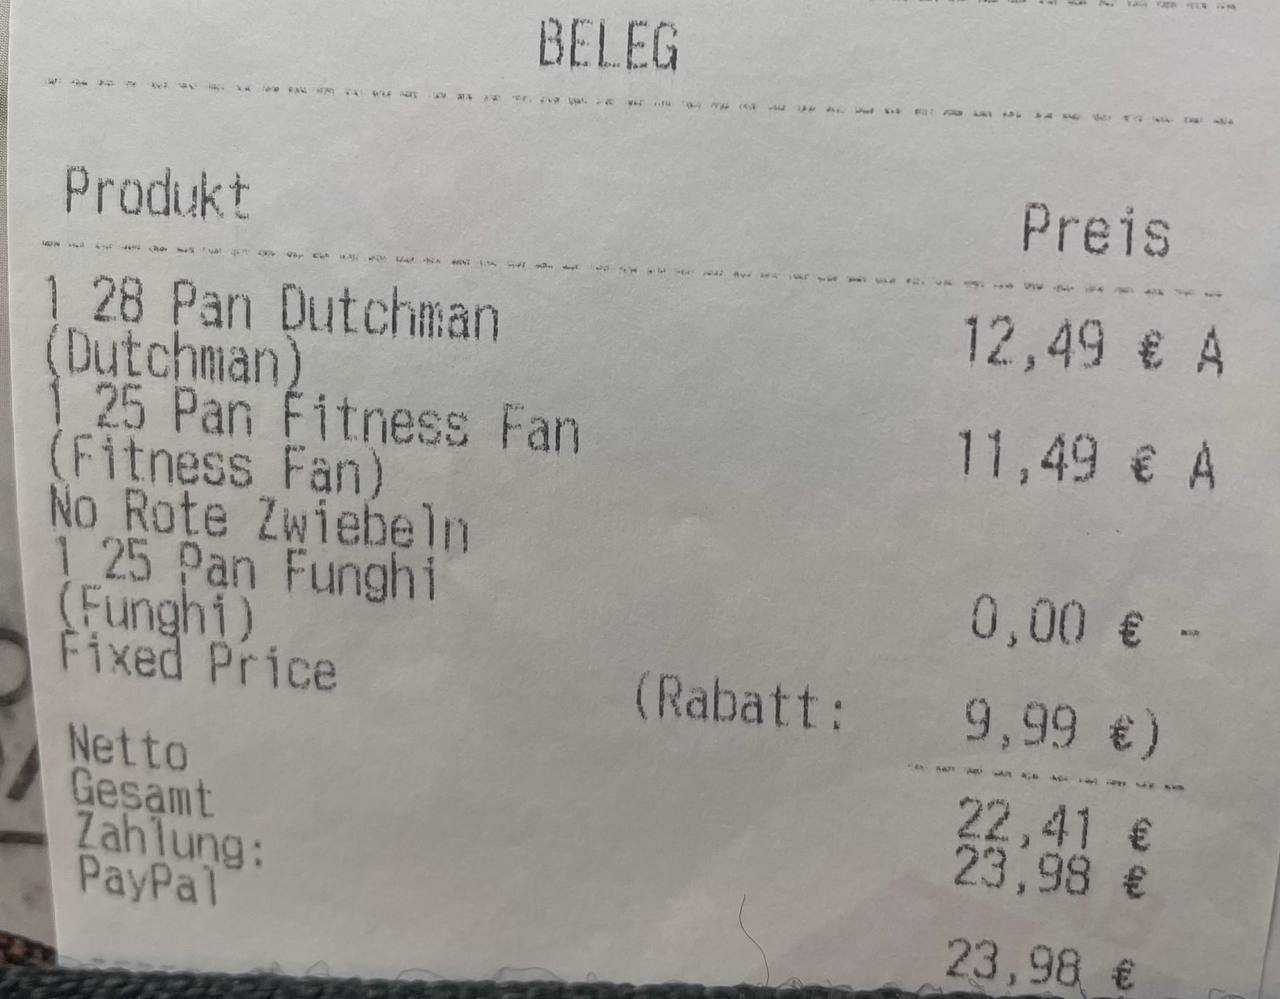 BELEG
Produkt Preis
1 28 Pan Dutchman 12,49 € A
(Dutchman)
1 25 Pan Fitness Fan 11,49 € A
(Fitness Fan)
No Rote Zwiebeln
1 25 Pan Funghi 0,00 € -
(Funghi)
Fixed Price (Rabatt: 9,99 €)
Netto 22,41 €
Gesamt 23,98 €
Zahlung:
PayPal 23,98 €